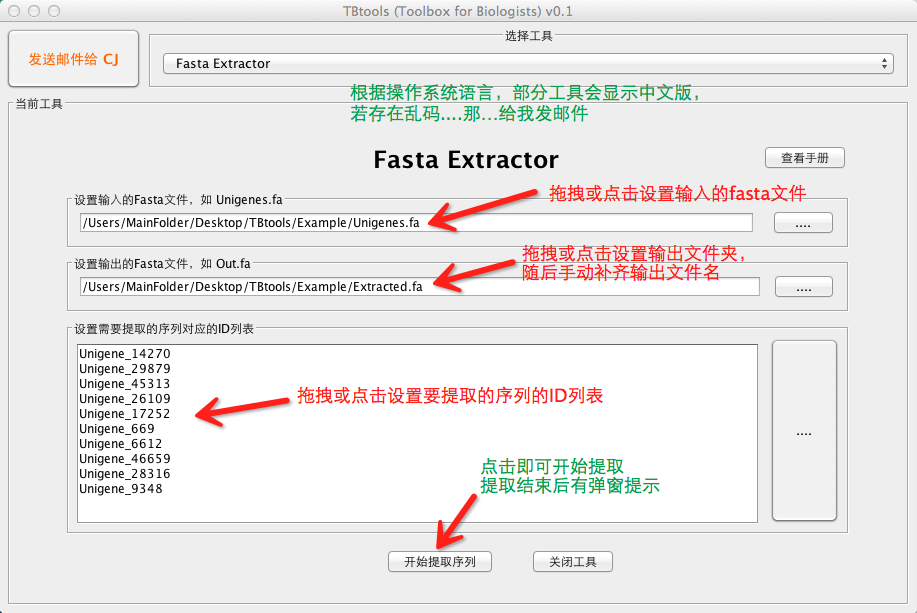 TBtools (Toolbox for Biologists) v0.1
发送邮件给 CJ
选择工具
Fasta Extractor
根据操作系统语言，部分工具会显示中文版，
若存在乱码....那...给我发邮件
当前工具
Fasta Extractor
查看手册
设置输入的Fasta文件，如 Unigenes.fa
拖拽或点击设置输入的fasta文件
/Users/MainFolder/Desktop/TBtools/Example/Unigenes.fa
....
拖拽或点击设置输出文件夹，
随后手动补齐输出文件名
设置输出的Fasta文件，如 Out.fa
/Users/MainFolder/Desktop/TBtools/Example/Extracted.fa
....
设置需要提取的序列对应的ID列表
Unigene_14270
Unigene_29879
Unigene_45313
Unigene_26109
Unigene_17252
Unigene_669
Unigene_6612
Unigene_46659
Unigene_28316
Unigene_9348
拖拽或点击设置要提取的序列的ID列表
....
点击即可开始提取
提取结束后有弹窗提示
开始提取序列
关闭工具